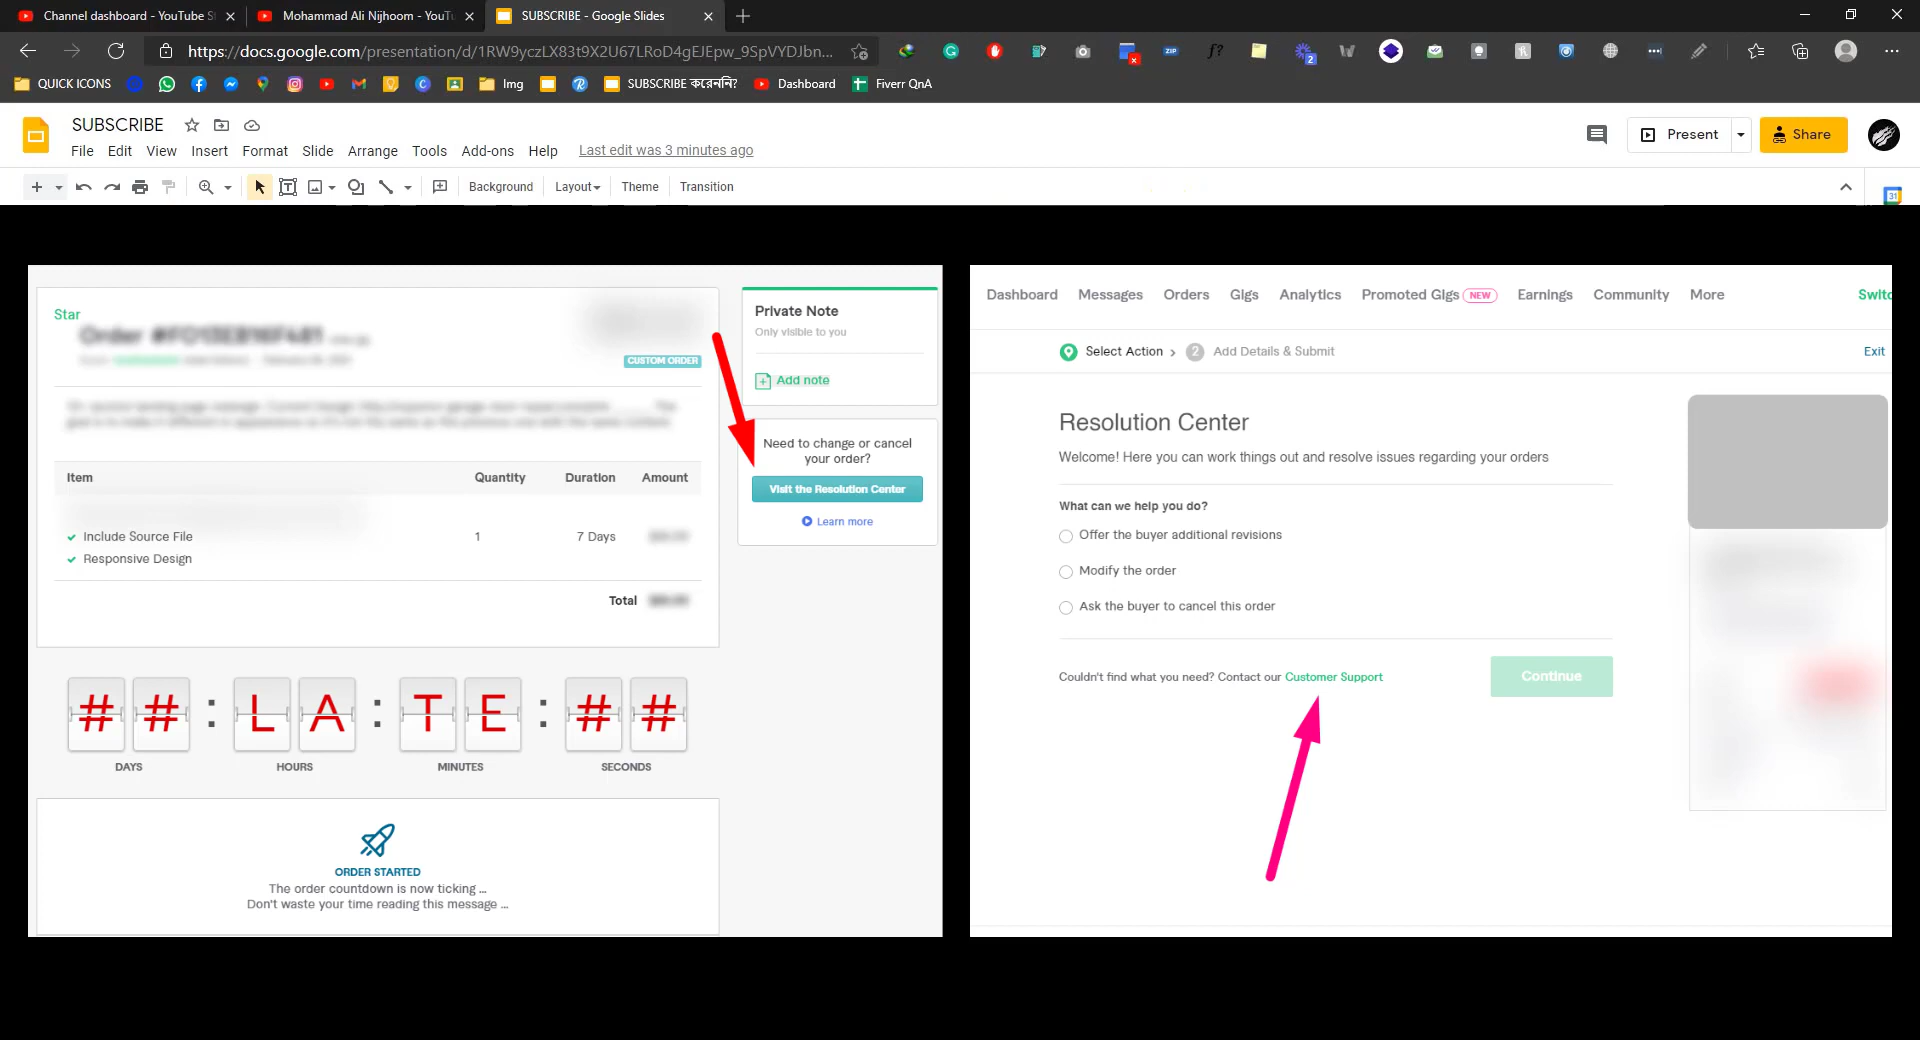 Channel dashboard - YouTube St
Mohammad Ali Nijhoom - YouTu
SUBSCRIBE - Google Slides
https://docs.google.com/presentation/d/1RW9yczLX83t9X2U67LRoD4gEJEpw_9SpVYDJbn...
ZIP
f?
2
QUICK ICONS
Img
SUBSCRIBE করেননি?
Dashboard
Fiverr QnA
SUBSCRIBE
File Edit View Insert Format Slide Arrange Tools Add-ons Help Last edit was 3 minutes ago
Present
Share
Background Layout Theme Transition
31
Star
CUSTOM ORDER
Item Quantity Duration Amount
Include Source File 1 7 Days
Responsive Design
Total
# # : L A : T E : # #
DAYS HOURS MINUTES SECONDS
ORDER STARTED
The order countdown is now ticking ...
Don't waste your time reading this message ...
Private Note
Only visible to you
Add note
Need to change or cancel
your order?
Visit the Resolution Center
Learn more
Dashboard Messages Orders Gigs Analytics Promoted Gigs NEW Earnings Community More Switc
Select Action 2 Add Details & Submit Exit
Resolution Center
Welcome! Here you can work things out and resolve issues regarding your orders
What can we help you do?
Offer the buyer additional revisions
Modify the order
Ask the buyer to cancel this order
Couldn't find what you need? Contact our Customer Support
Continue